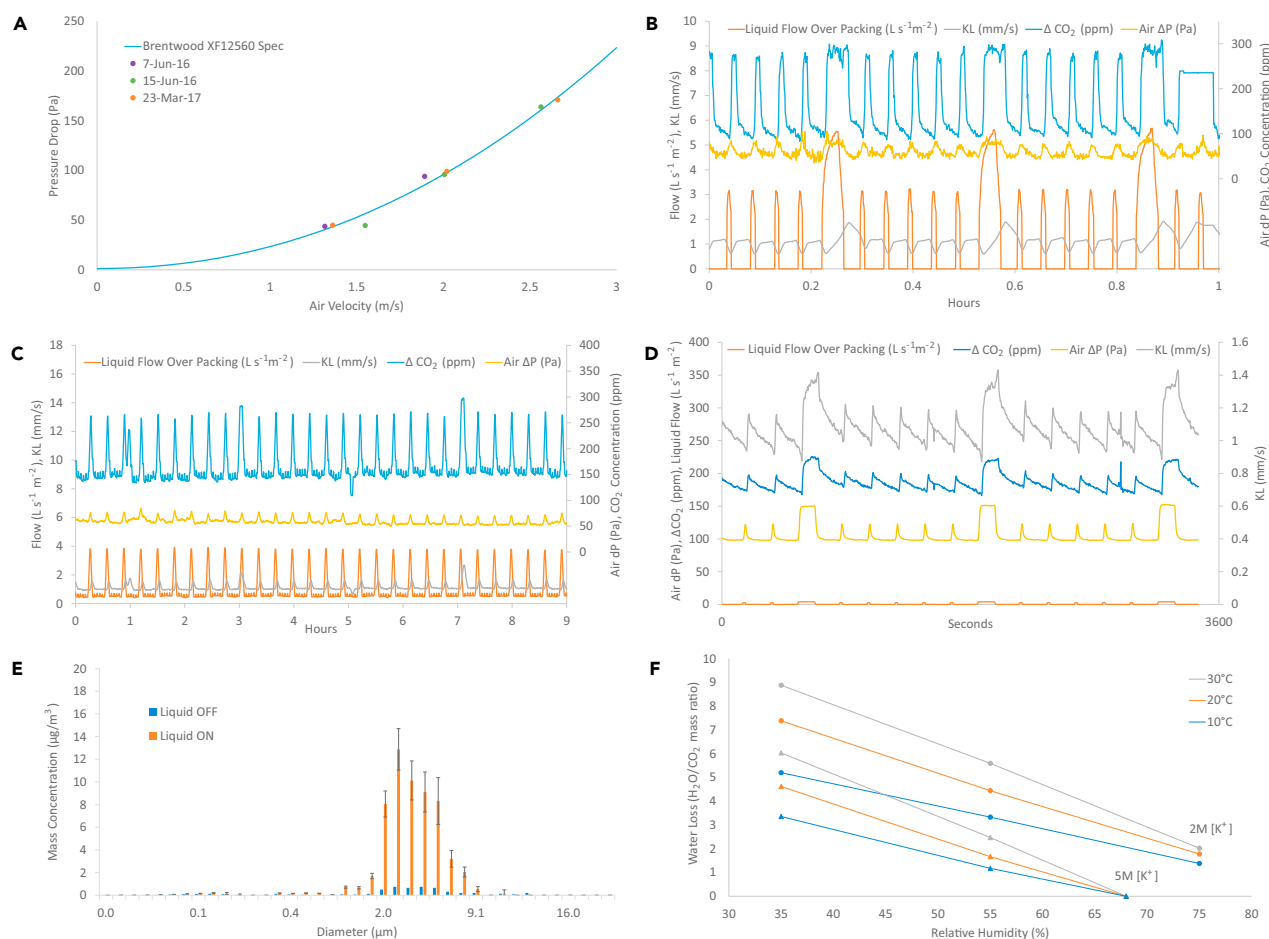 A
Pressure Drop (Pa)
250
200
150
100
50
0
Brentwood XF12560 Spec
7-Jun-16
15-Jun-16
23-Mar-17
0 0.5 1 1.5 2 2.5 3
Air Velocity (m/s)
B
Liquid Flow Over Packing (L s⁻¹m⁻²) KL (mm/s) Δ CO₂ (ppm) Air ΔP (Pa)
Flow (L s⁻¹ m⁻²), KL (mm/s)
10
9
8
7
6
5
4
3
2
1
0
300
200
100
0
Air dP (Pa), CO₂ Concentration (ppm)
0 0.2 0.4 0.6 0.8 1
Hours
C
Liquid Flow Over Packing (L s⁻¹m⁻²) KL (mm/s) Δ CO₂ (ppm) Air ΔP (Pa)
Flow (L s⁻¹ m⁻²), KL (mm/s)
18
16
14
12
10
8
6
4
2
0
400
350
300
250
200
150
100
50
0
Air dP (Pa), CO₂ Concentration (ppm)
0 1 2 3 4 5 6 7 8 9
Hours
D
Liquid Flow Over Packing (L s⁻¹m⁻²) Δ CO₂ (ppm) Air ΔP (Pa) KL (mm/s)
Air dP (Pa), ΔCO₂ (ppm), Liquid Flow (L s⁻¹ m⁻²)
400
350
300
250
200
150
100
50
0
1.6
1.4
1.2
1
0.8
0.6
0.4
0.2
0
KL (mm/s)
0 3600
Seconds
E
Mass Concentration (μg/m³)
20
18
16
14
12
10
8
6
4
2
0
Liquid OFF
Liquid ON
0.0 0.1 0.4 2.0 9.1 16.0
Diameter (μm)
F
Water Loss (H₂O/CO₂ mass ratio)
10
9
8
7
6
5
4
3
2
1
0
30°C
20°C
10°C
2M [K⁺]
5M [K⁺]
30 35 40 45 50 55 60 65 70 75 80
Relative Humidity (%)